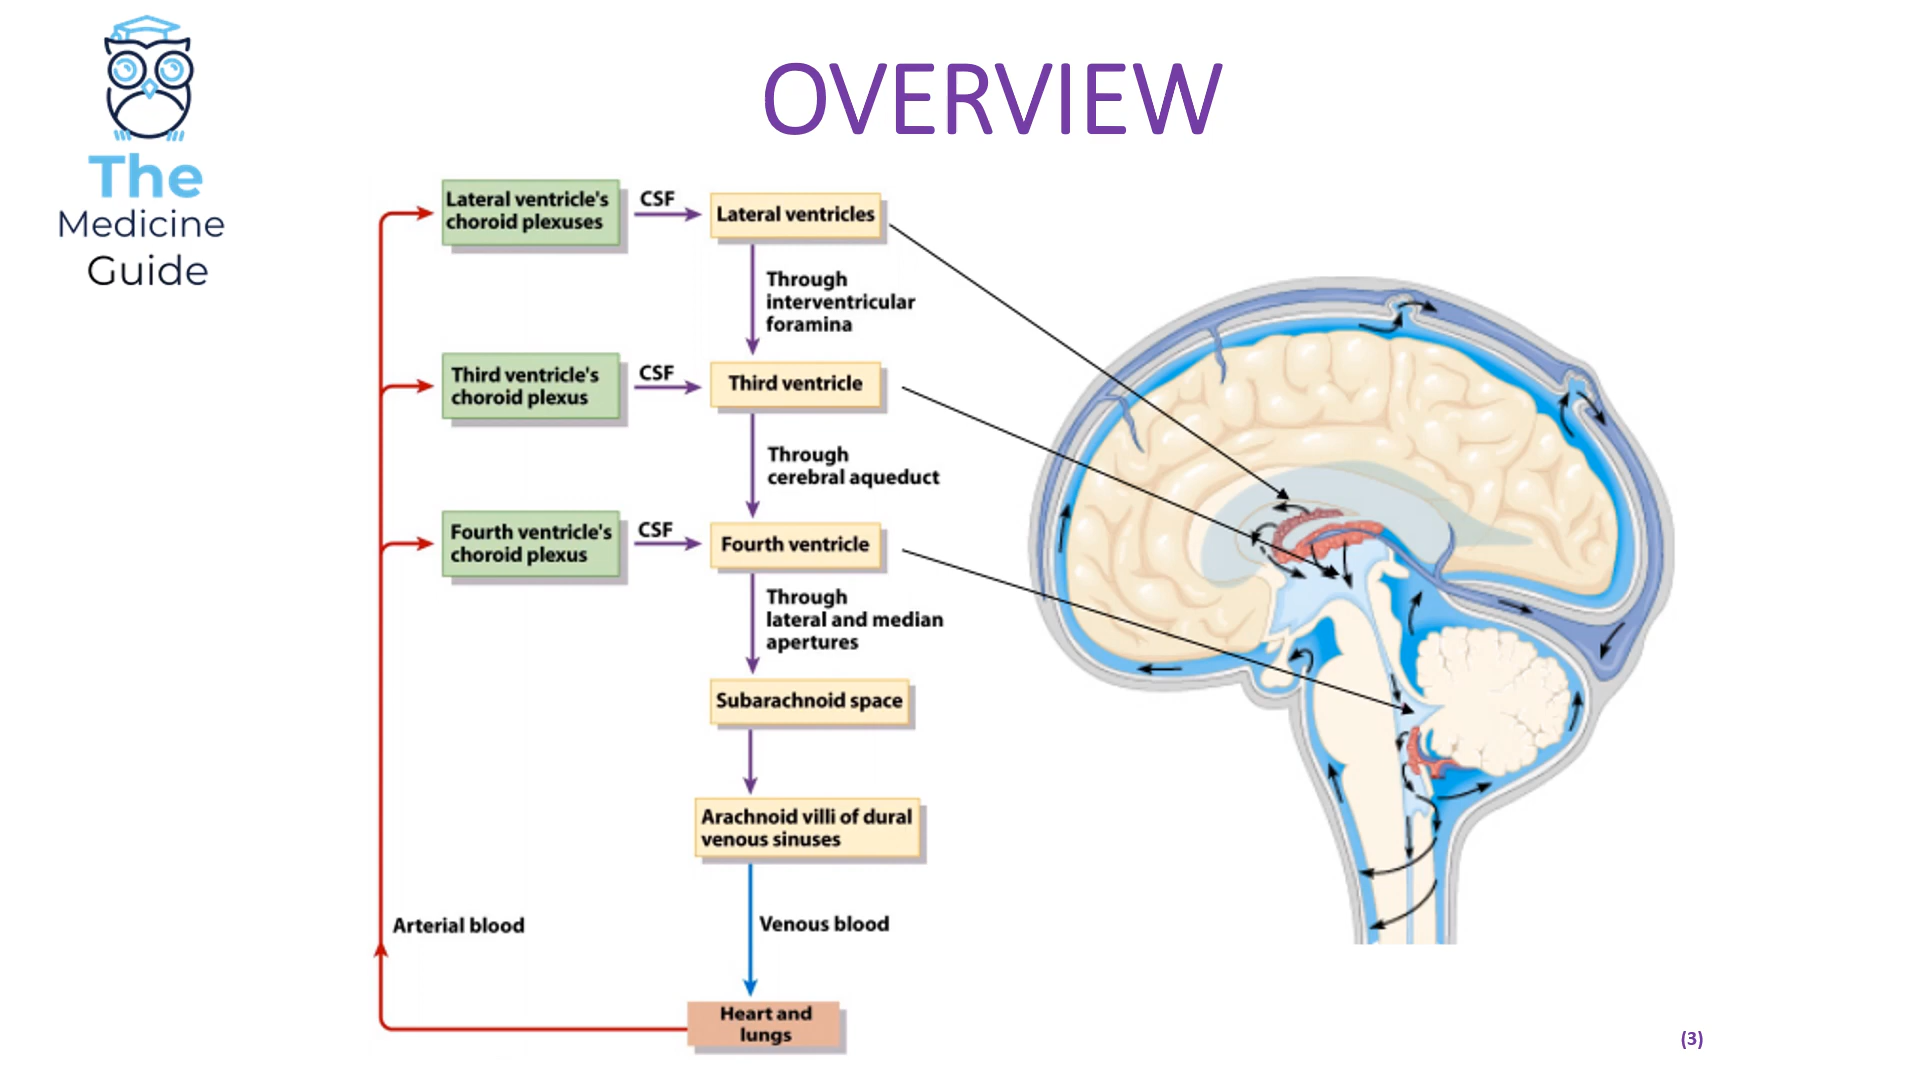 The
Medicine
Guide
OVERVIEW
Lateral ventricle's
choroid plexuses
CSF
Lateral ventricles
Through
interventricular
foramina
Third ventricle's
choroid plexus
CSF
Third ventricle
Through
cerebral aqueduct
Fourth ventricle's
choroid plexus
CSF
Fourth ventricle
Through
lateral and median
apertures
Subarachnoid space
Arachnoid villi of dural
venous sinuses
Arterial blood
Venous blood
Heart and
lungs
(3)